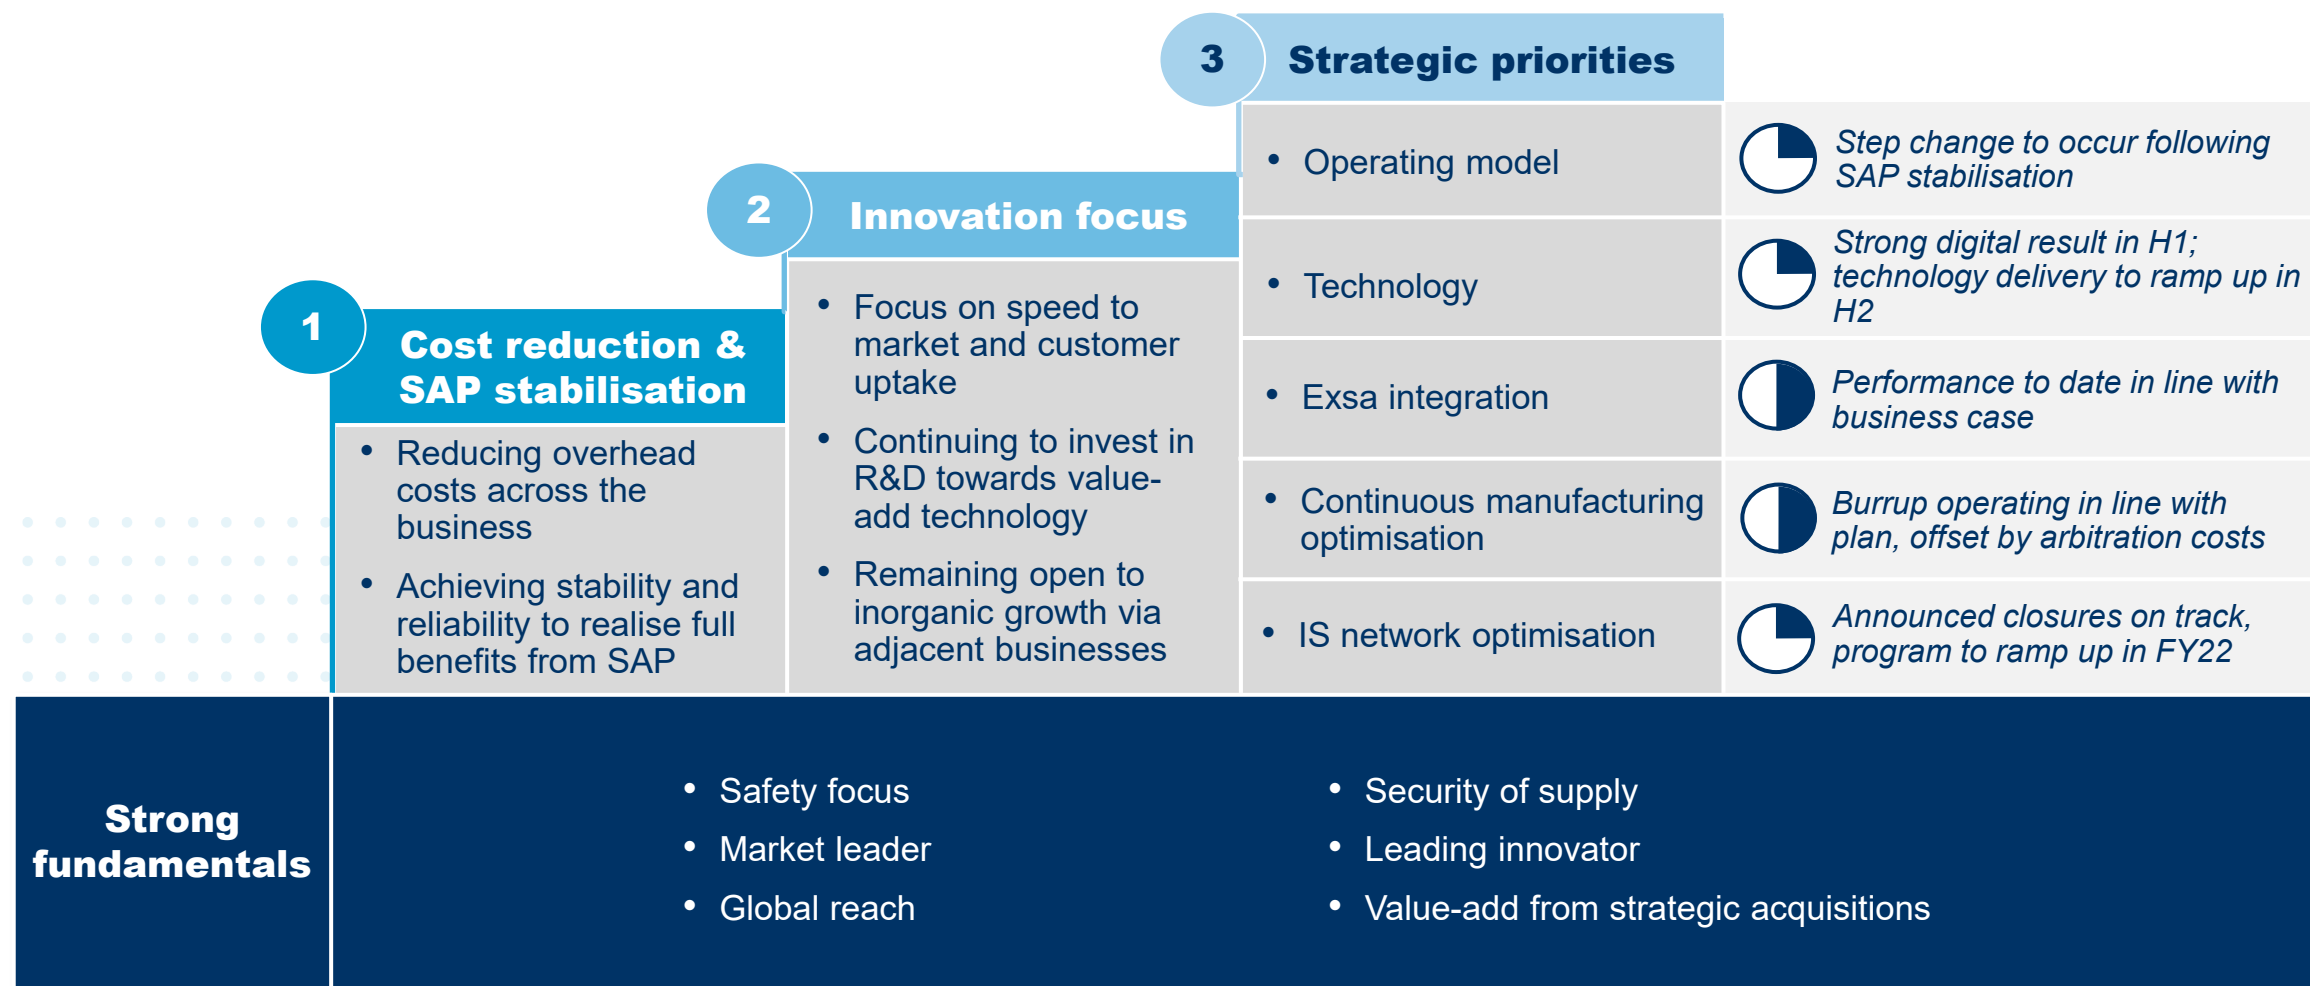 1
Cost reduction &
SAP stabilisation
• Reducing overhead
costs across the
business
• Achieving stability and
reliability to realise full
benefits from SAP
2
Innovation focus
• Focus on speed to
market and customer
uptake
• Continuing to invest in
R&D towards value-
add technology
• Remaining open to
inorganic growth via
adjacent businesses
3
Strategic priorities
• Operating model
Step change to occur following
SAP stabilisation
• Technology
Strong digital result in H1;
technology delivery to ramp up in
H2
• Exsa integration
Performance to date in line with
business case
• Continuous manufacturing
optimisation
Burrup operating in line with
plan, offset by arbitration costs
• IS network optimisation
Announced closures on track,
program to ramp up in FY22
Strong
fundamentals
• Safety focus
• Market leader
• Global reach
• Security of supply
• Leading innovator
• Value-add from strategic acquisitions